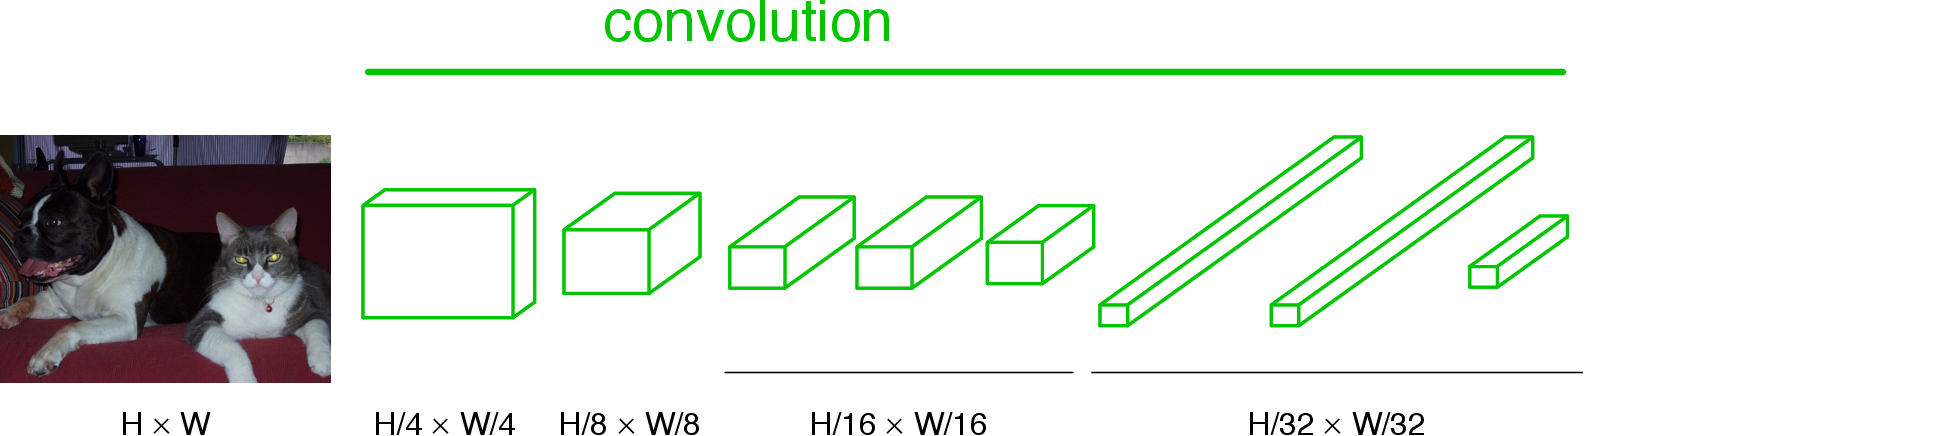 convolution
H × W
H/4 × W/4
H/8 × W/8
H/16 × W/16
H/32 × W/32